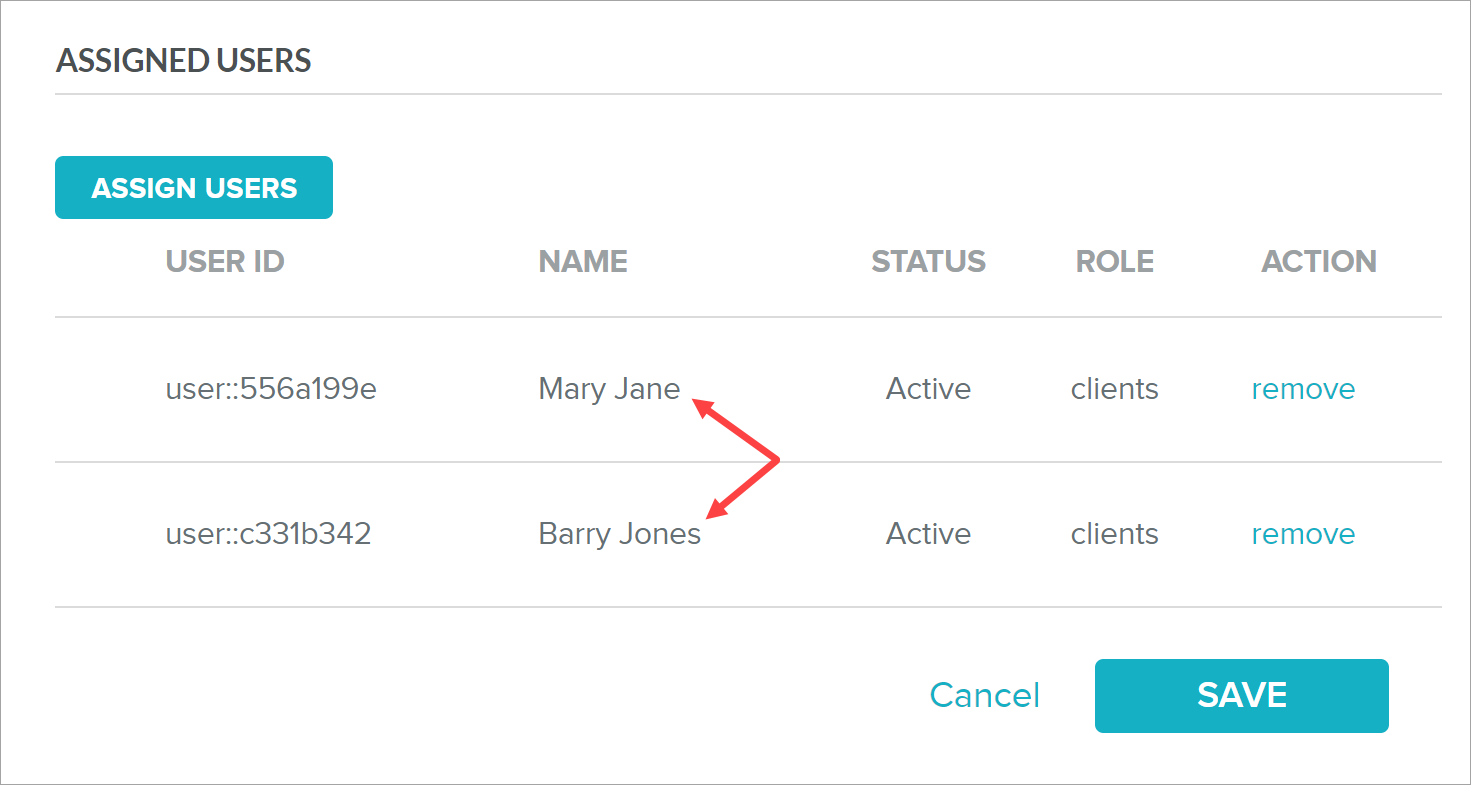 ASSIGNED USERS
ASSIGN USERS
USER ID NAME STATUS ROLE ACTION
user::556a199e Mary Jane Active clients remove
user::c331b342 Barry Jones Active clients remove
Cancel SAVE